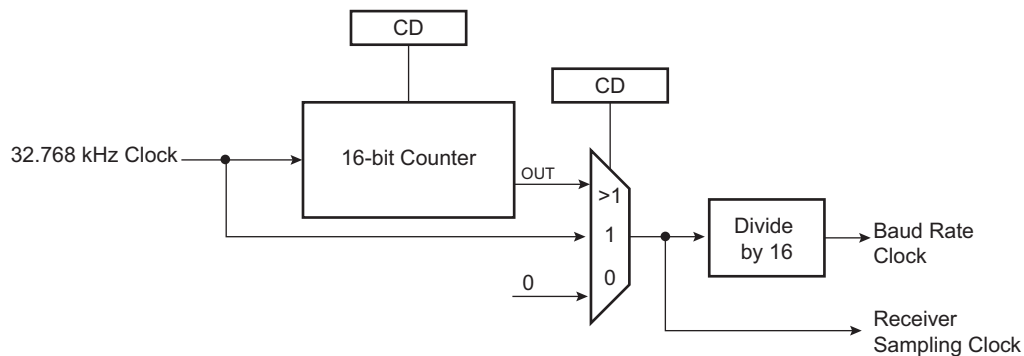 CD
CD
32.768 kHz Clock
16-bit Counter
OUT
>1
1
0
0
Divide
by 16
Baud Rate
Clock
Receiver
Sampling Clock